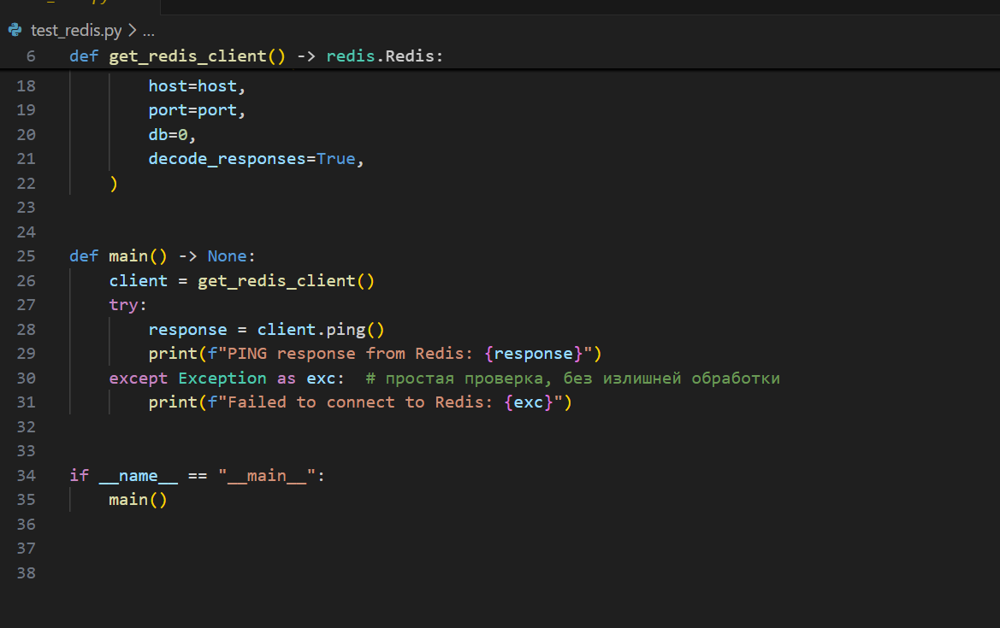 test_redis.py > ...
6 def get_redis_client() -> redis.Redis:
18 host=host,
19 port=port,
20 db=0,
21 decode_responses=True,
22 )
23
24
25 def main() -> None:
26 client = get_redis_client()
27 try:
28 response = client.ping()
29 print(f"PING response from Redis: {response}")
30 except Exception as exc:  # простая проверка, без излишней обработки
31 print(f"Failed to connect to Redis: {exc}")
32
33
34 if __name__ == "__main__":
35 main()
36
37
38